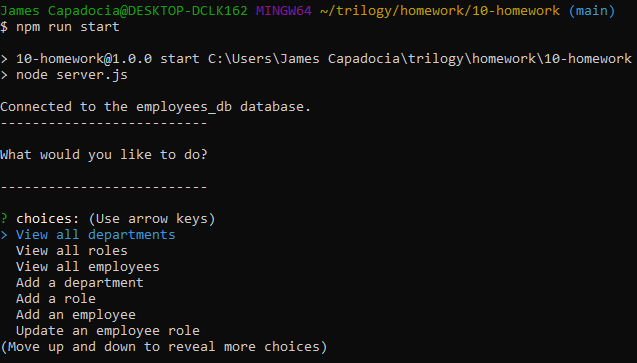 James Capadocia@DESKTOP-DCLK162 MINGW64 ~/trilogy/homework/10-homework (main)
$ npm run start
> 10-homework@1.0.0 start C:\Users\James Capadocia\trilogy\homework\10-homework
> node server.js
Connected to the employees_db database.
--------------------------
What would you like to do?
--------------------------
? choices: (Use arrow keys)
> View all departments
View all roles
View all employees
Add a department
Add a role
Add an employee
Update an employee role
(Move up and down to reveal more choices)